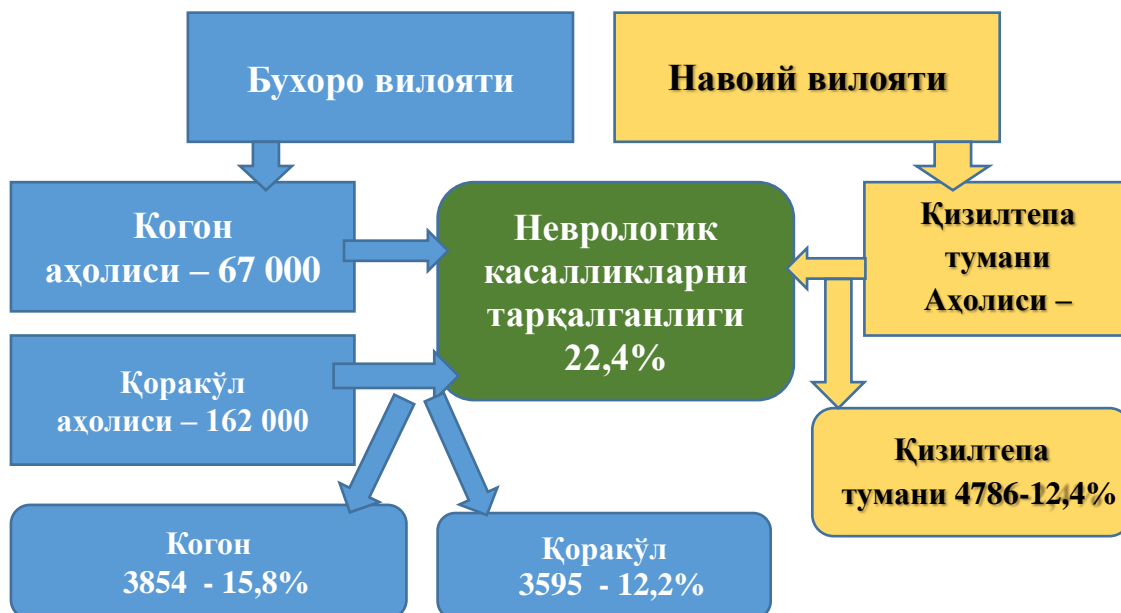 Бухоро вилояти
Навоий вилояти
Когон
аҳолиси – 67 000
Неврологик
касалликларни
тарқалганлиги
22,4%
Қизилтепа
тумани
Аҳолиси –
Қоракўл
аҳолиси – 162 000
Қизилтепа
тумани 4786-12,4%
Когон
3854 - 15,8%
Қоракўл
3595 - 12,2%